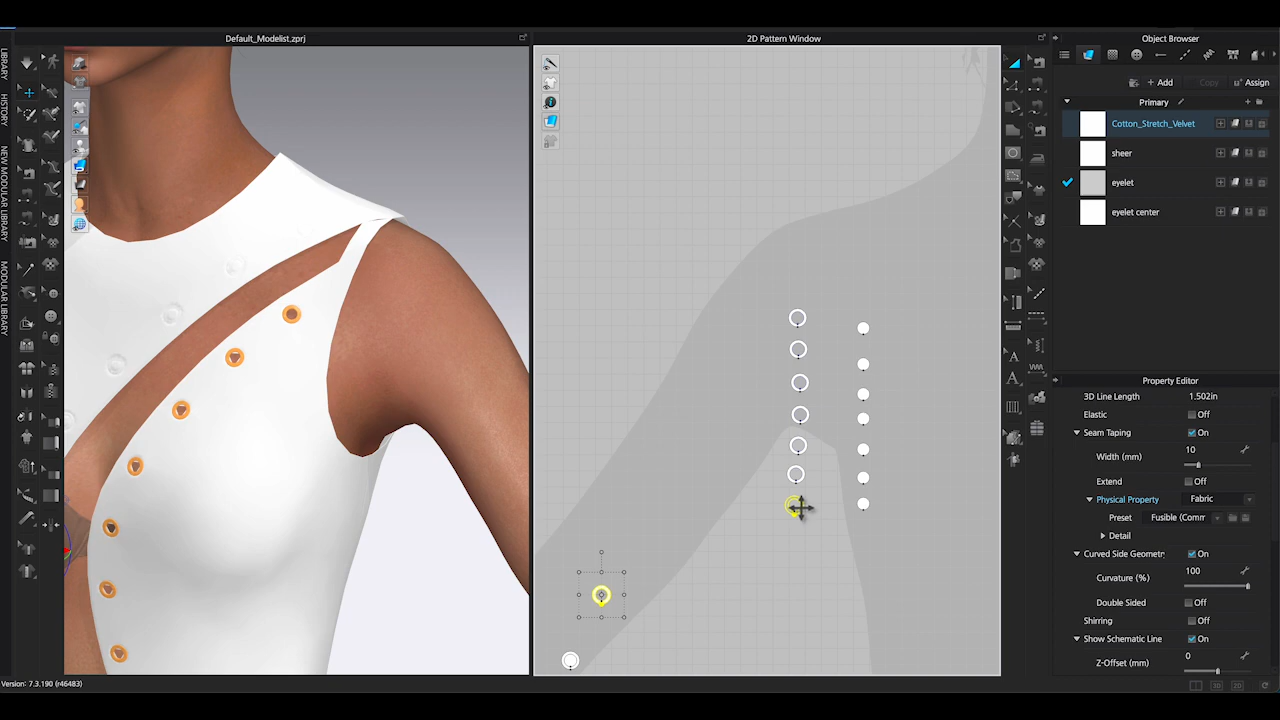 Default_Modelist.zprj
2D Pattern Window
Object Browser
LIBRARY
HISTORY
NEW MODULAR LIBRARY
MODULAR LIBRARY
+ Add
Copy
Assign
Primary
Cotton_Stretch_Velvet
sheer
eyelet
eyelet center
Property Editor
3D Line Length 1.502in
Elastic Off
Seam Taping On
Width (mm) 10
Extend Off
Physical Property Fabric
Preset Fusible (Comm
Detail
Curved Side Geometr
On
Curvature (%) 100
Double Sided Off
Shirring Off
Show Schematic Line On
Z-Offset (mm) 0
Version: 7.3.190 (r46483)
3D
2D